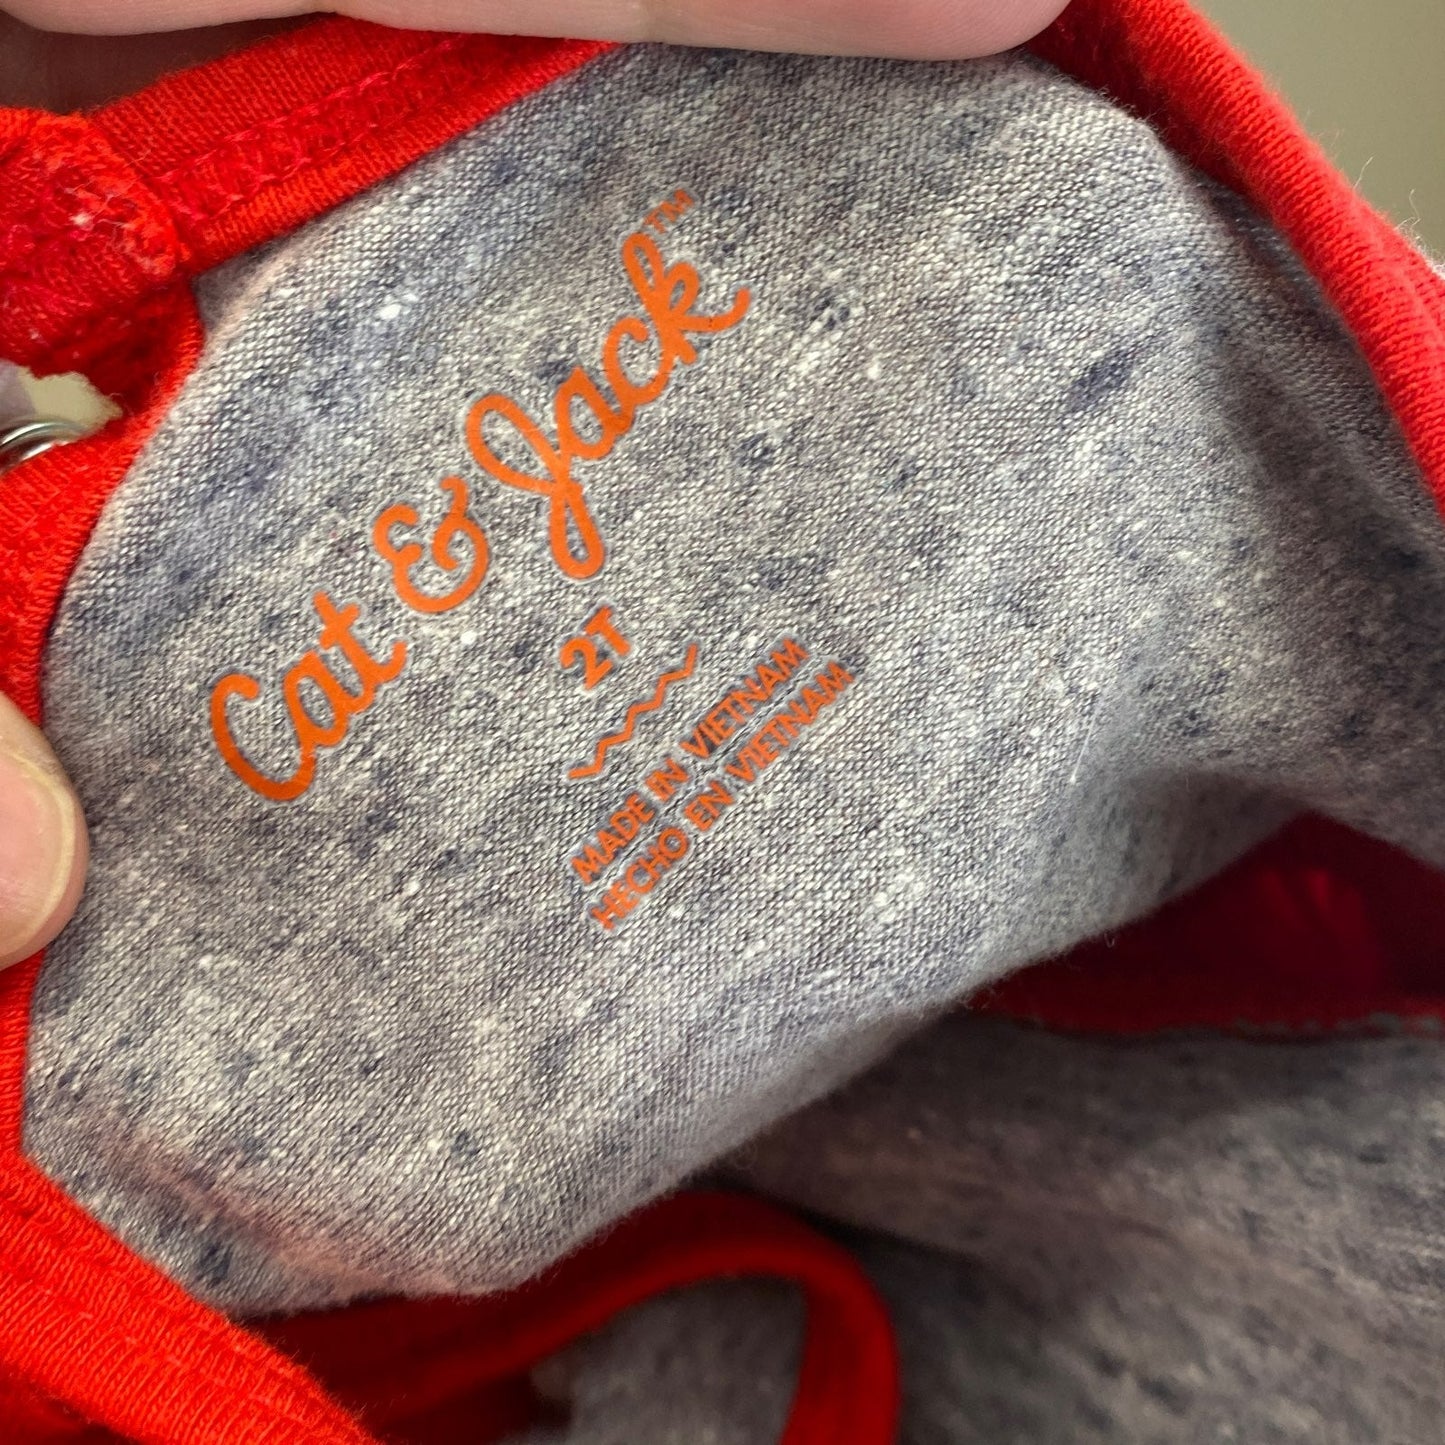 Cat & Jack™
2T
MADE IN VIETNAM
HECHO EN VIETNAM